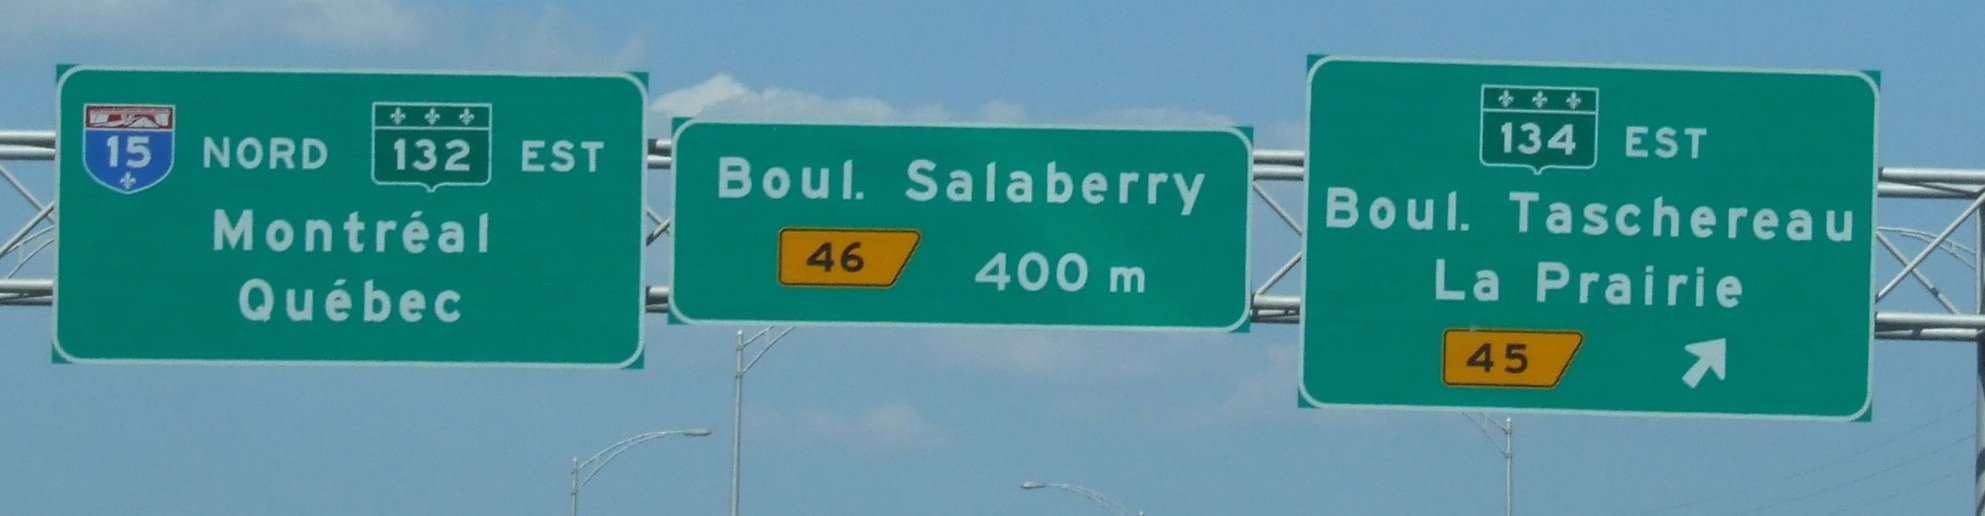 15 NORD 132 EST
Montréal
Québec
Boul. Salaberry
46 400 m
134 EST
Boul. Taschereau
La Prairie
45